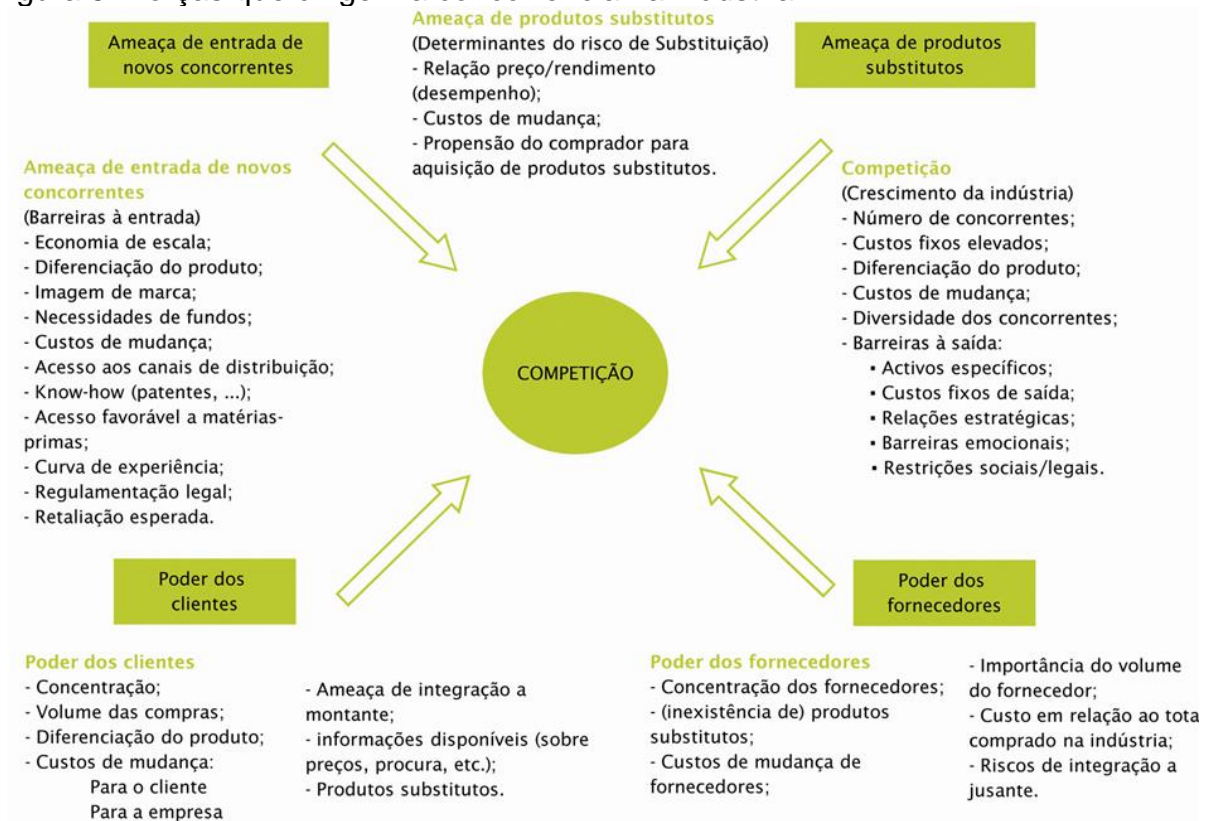 Ameaça de entrada de
novos concorrentes
Ameaça de produtos substitutos
(Determinantes do risco de Substituição)
- Relação preço/rendimento
(desempenho);
- Custos de mudança;
- Propensão do comprador para
aquisição de produtos substitutos.
Ameaça de produtos
substitutos
Ameaça de entrada de novos
concorrentes
(Barreiras à entrada)
- Economia de escala;
- Diferenciação do produto;
- Imagem de marca;
- Necessidades de fundos;
- Custos de mudança;
- Acesso aos canais de distribuição;
- Know-how (patentes, ...);
- Acesso favorável a matérias-
primas;
- Curva de experiência;
- Regulamentação legal;
- Retaliação esperada.
COMPETIÇÃO
Competição
(Crescimento da indústria)
- Número de concorrentes;
- Custos fixos elevados;
- Diferenciação do produto;
- Custos de mudança;
- Diversidade dos concorrentes;
- Barreiras à saída:
▪ Activos específicos;
▪ Custos fixos de saída;
▪ Relações estratégicas;
▪ Barreiras emocionais;
▪ Restrições sociais/legais.
Poder dos
clientes
Poder dos
fornecedores
Poder dos clientes
- Concentração;
- Volume das compras;
- Diferenciação do produto;
- Custos de mudança:
Para o cliente
Para a empresa
- Ameaça de integração a
montante;
- informações disponíveis (sobre
preços, procura, etc.);
- Produtos substitutos.
Poder dos fornecedores
- Concentração dos fornecedores;
- (inexistência de) produtos
substitutos;
- Custos de mudança de
fornecedores;
- Importância do volume
do fornecedor;
- Custo em relação ao tota
comprado na indústria;
- Riscos de integração a
jusante.